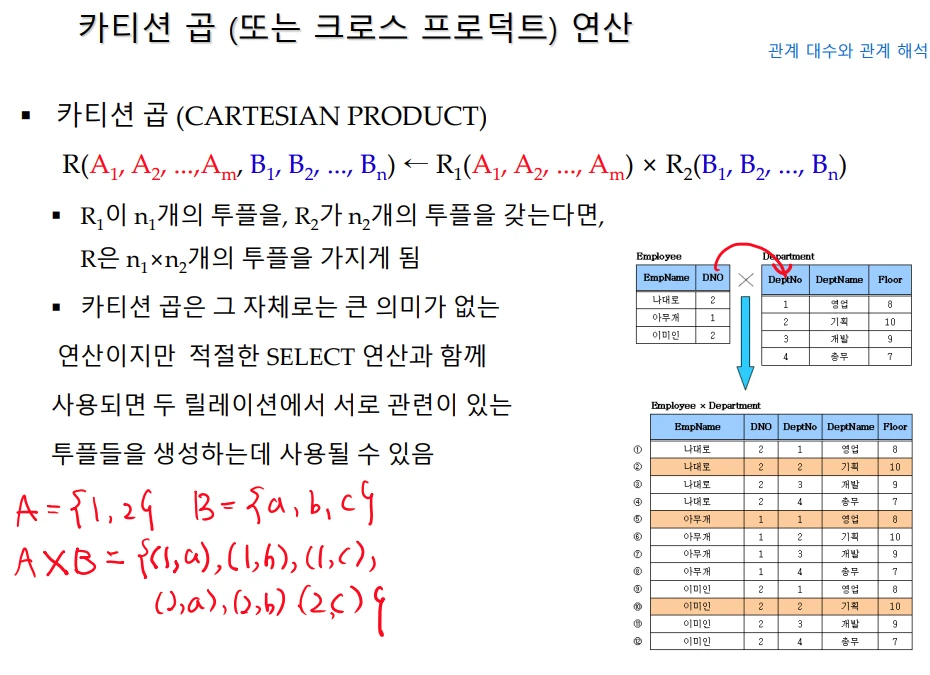 카티션 곱 (또는 크로스 프로덕트) 연산
관계 대수와 관계 해석
▪ 카티션 곱 (CARTESIAN PRODUCT)
R(A1, A2, ...,Am, B1, B2, ..., Bn) ← R1(A1, A2, ..., Am) × R2(B1, B2, ..., Bn)
▪ R1이 n1개의 투플을, R2가 n2개의 투플을 갖는다면,
R은 n1×n2개의 투플을 가지게 됨
▪ 카티션 곱은 그 자체로는 큰 의미가 없는
연산이지만 적절한 SELECT 연산과 함께
사용되면 두 릴레이션에서 서로 관련이 있는
투플들을 생성하는데 사용될 수 있음
A = {1, 2} B = {a, b, c}
A X B = {(1, a), (1, b), (1, c),
(2, a), (2, b) (2, c)}
Employee
EmpName DNO
나대로 2
아무개 1
이미인 2
×
Department
DeptNo DeptName Floor
1 영업 8
2 기획 10
3 개발 9
4 총무 7
Employee × Department
EmpName DNO DeptNo DeptName Floor
① 나대로 2 1 영업 8
② 나대로 2 2 기획 10
③ 나대로 2 3 개발 9
④ 나대로 2 4 총무 7
⑤ 아무개 1 1 영업 8
⑥ 아무개 1 2 기획 10
⑦ 아무개 1 3 개발 9
⑧ 아무개 1 4 총무 7
⑨ 이미인 2 1 영업 8
⑩ 이미인 2 2 기획 10
⑪ 이미인 2 3 개발 9
⑫ 이미인 2 4 총무 7